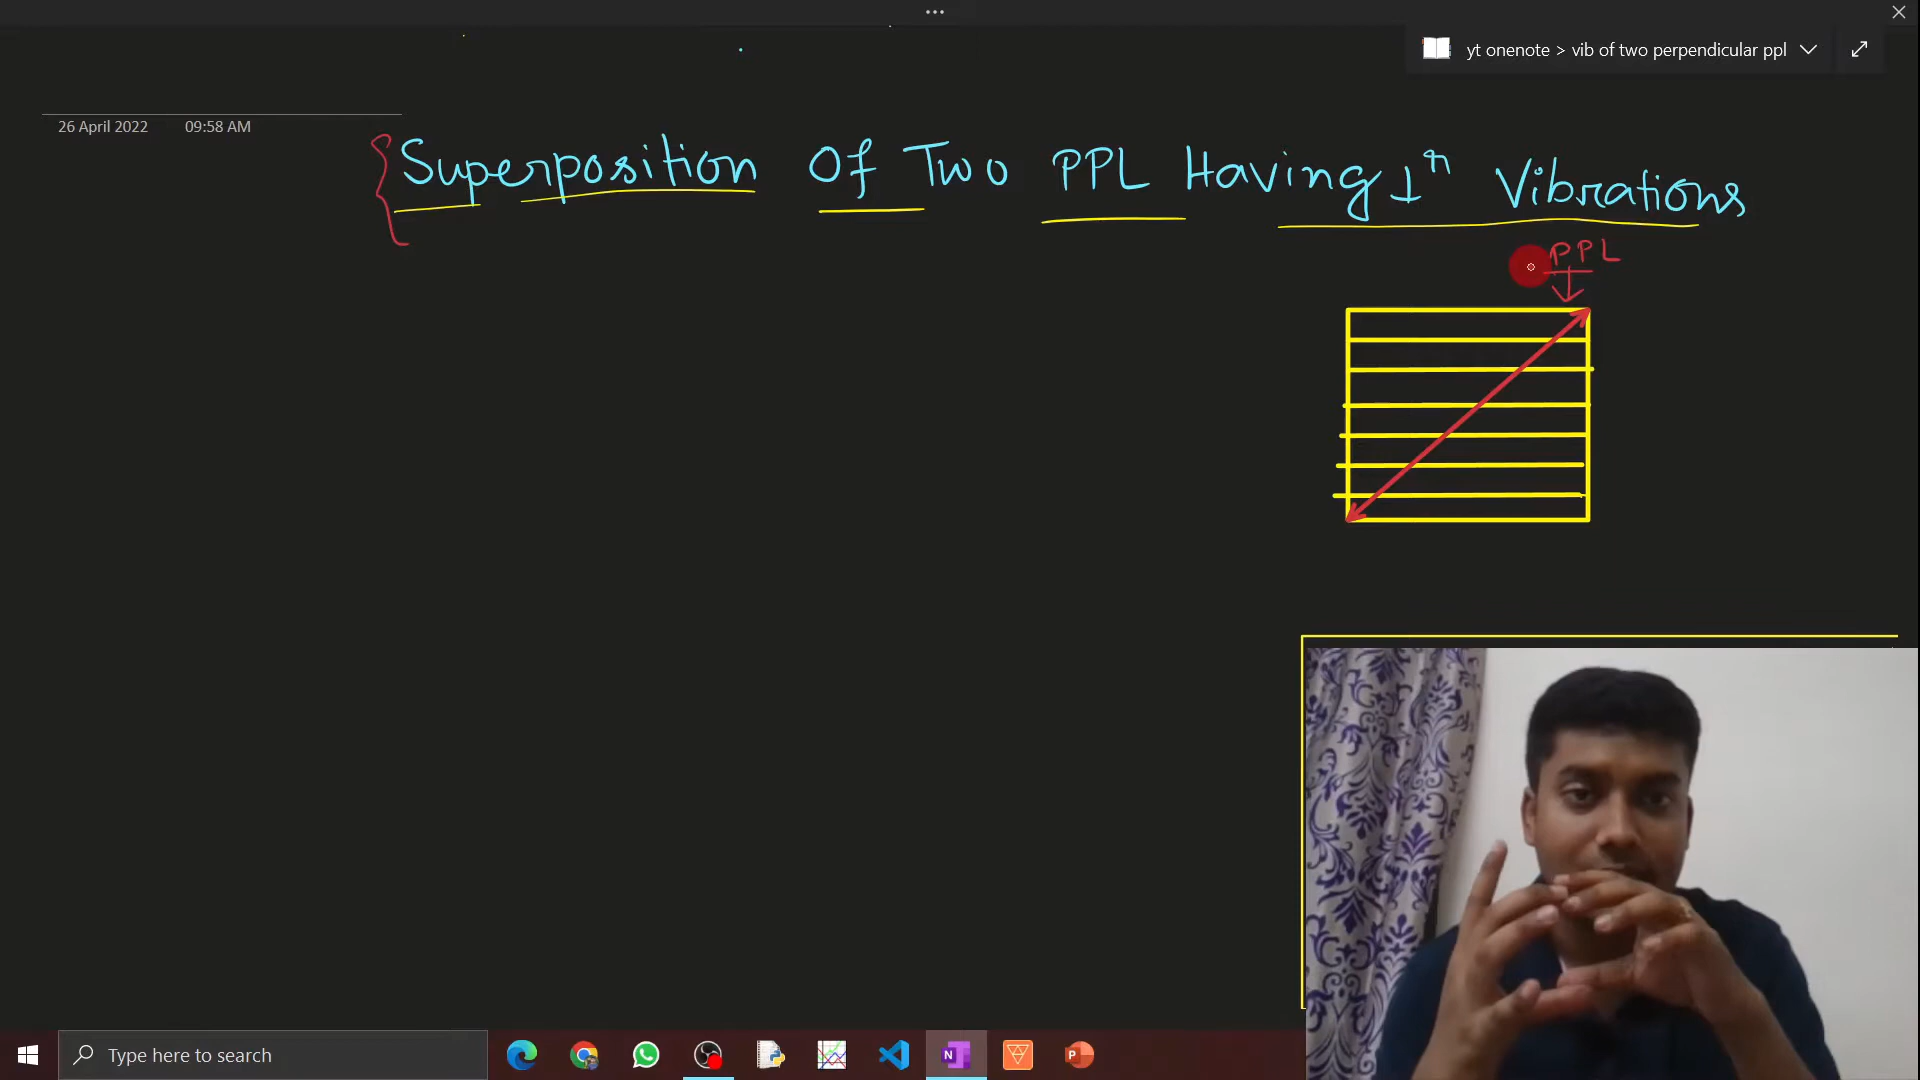 yt onenote > vib of two perpendicular ppl
26 April 2022 09:58 AM
Superposition Of Two PPL Having ⊥ⁿ Vibrations
PPL
Type here to search